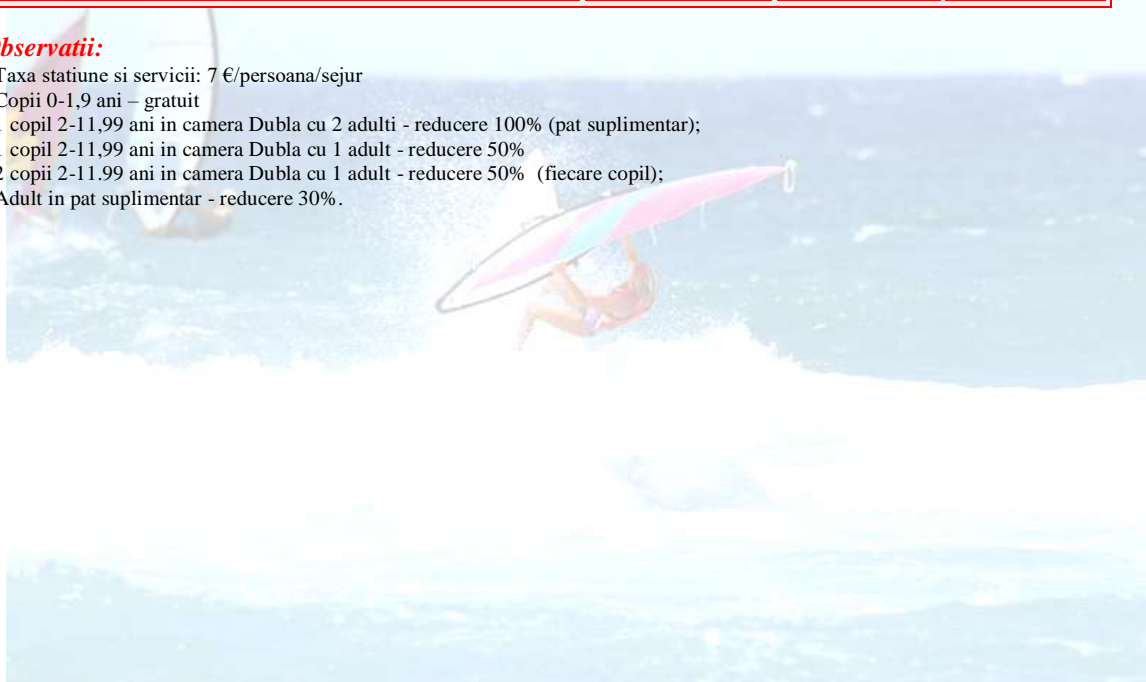 bservatii:
Taxa statiune si servicii: 7 €/persoana/sejur
Copii 0-1,9 ani – gratuit
copil 2-11,99 ani in camera Dubla cu 2 adulti - reducere 100% (pat suplimentar);
copil 2-11,99 ani in camera Dubla cu 1 adult - reducere 50%
2 copii 2-11.99 ani in camera Dubla cu 1 adult - reducere 50% (fiecare copil);
Adult in pat suplimentar - reducere 30%.